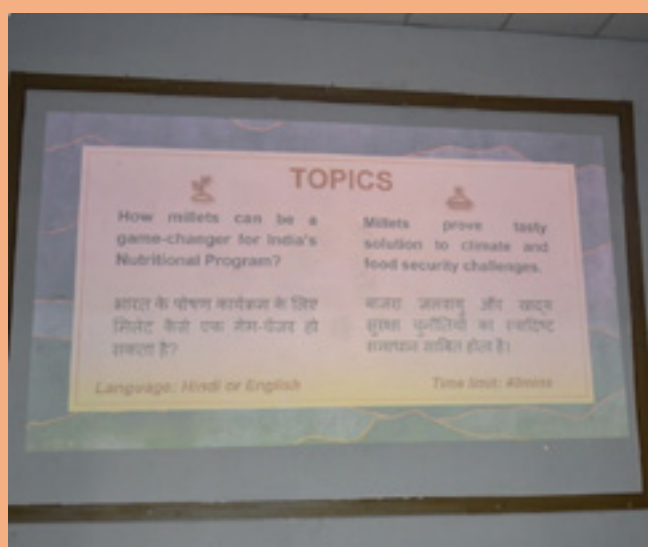 TOPICS
How millets can be a
game-changer for India's
Nutritional Program?
भारत के पोषण कार्यक्रम के लिए
मिलेट कैसे एक गेम-चेंजर हो
सकता है?
Millets prove tasty
solution to climate and
food security challenges.
बाजरा जलवायु और खाद्य
सुरक्षा चुनौतियों का स्वादिष्ट
समाधान साबित होता है।
Language: Hindi or English
Time limit: 40mins